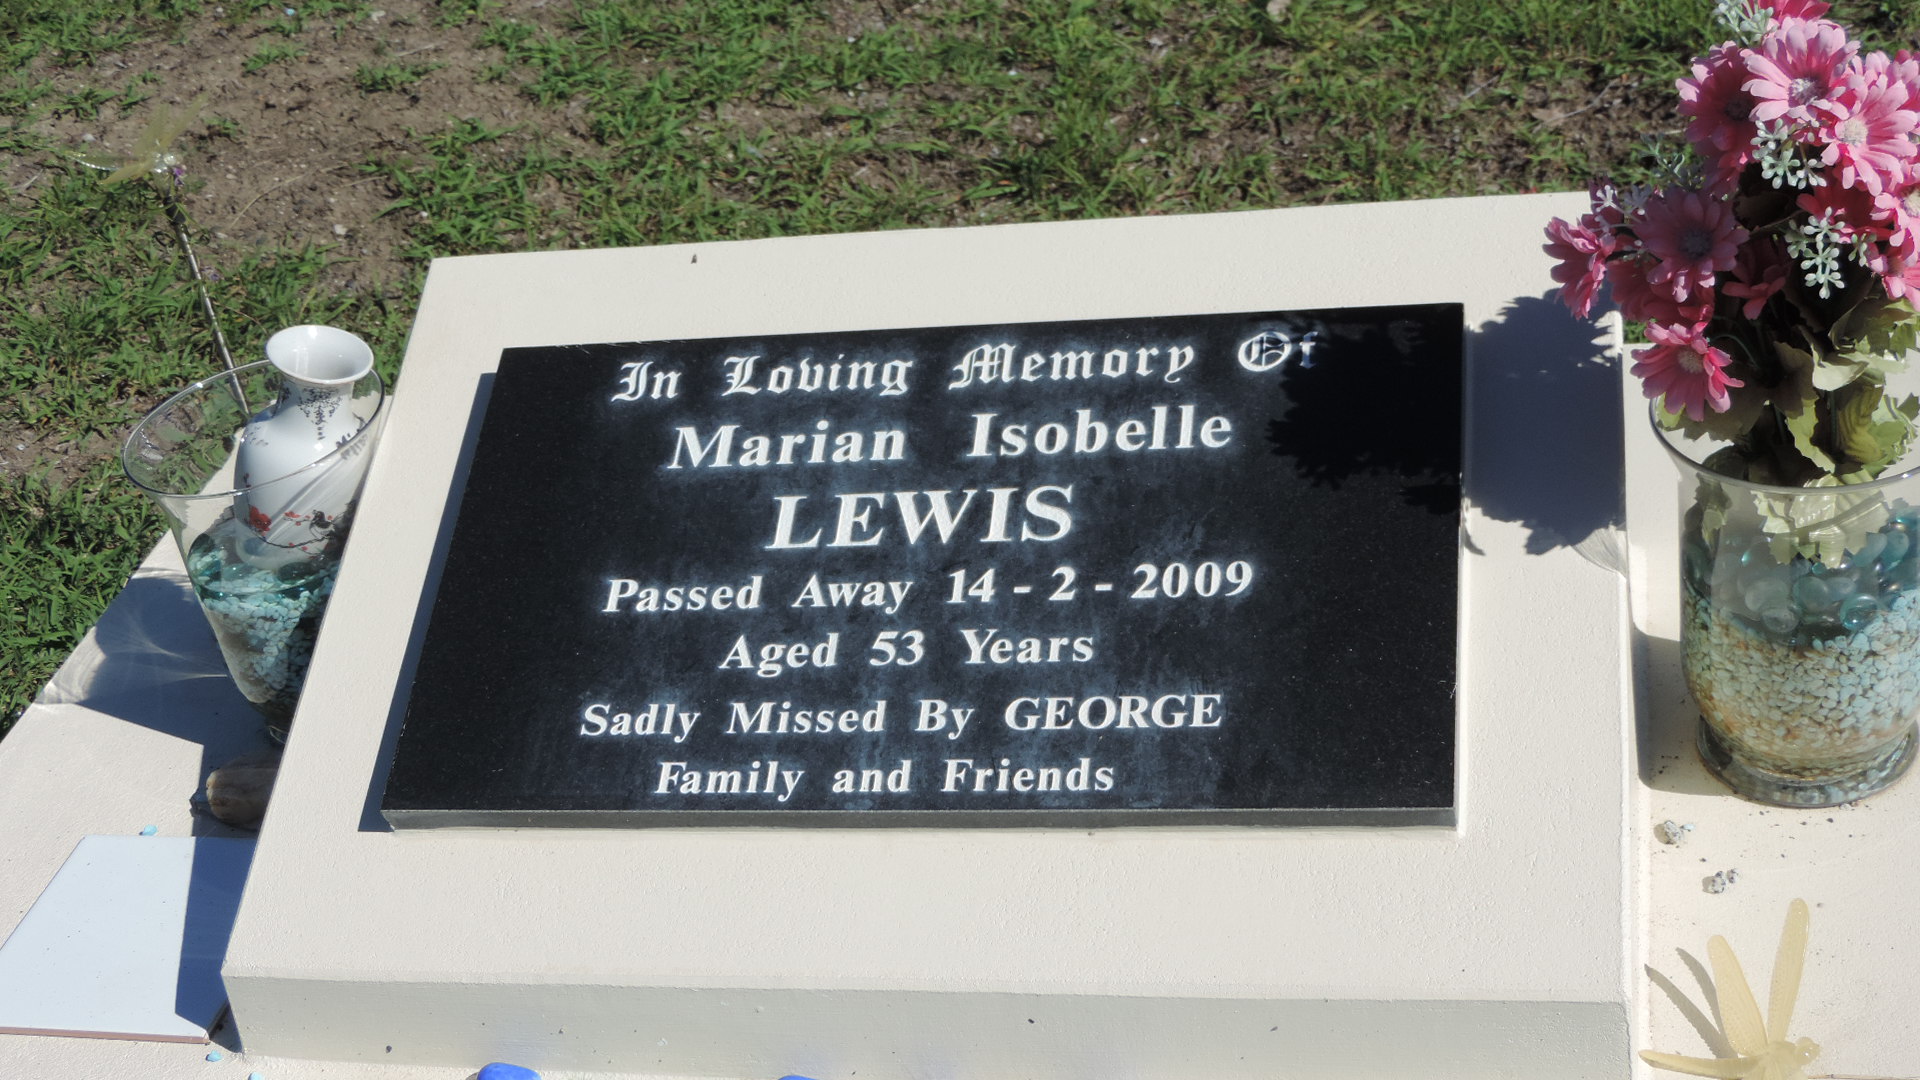 In Loving Memory Of
Marian Isobelle
LEWIS
Passed Away 14 - 2 - 2009
Aged 53 Years
Sadly Missed By GEORGE
Family and Friends